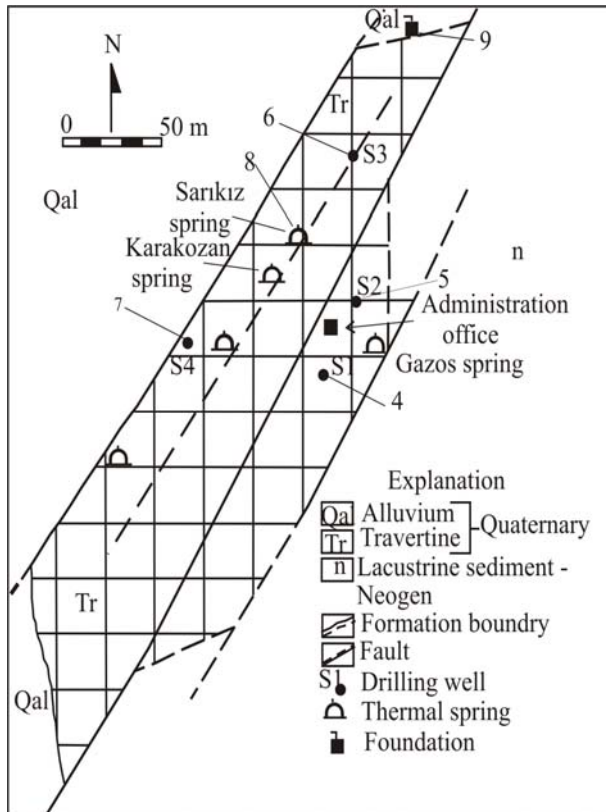 Qal
9
N
0
50 m
Tr
6
S3
8
Sarıkız
spring
Qal
Karakozan
spring
n
S2
5
7
Administration
office
S4
S1
Gazos spring
4
Explanation
Qal Alluvium
Tr Travertine
Quaternary
n Lacustrine sediment -
Neogen
Tr
Formation boundry
Fault
S1 Drilling well
Qal
Thermal spring
Foundation